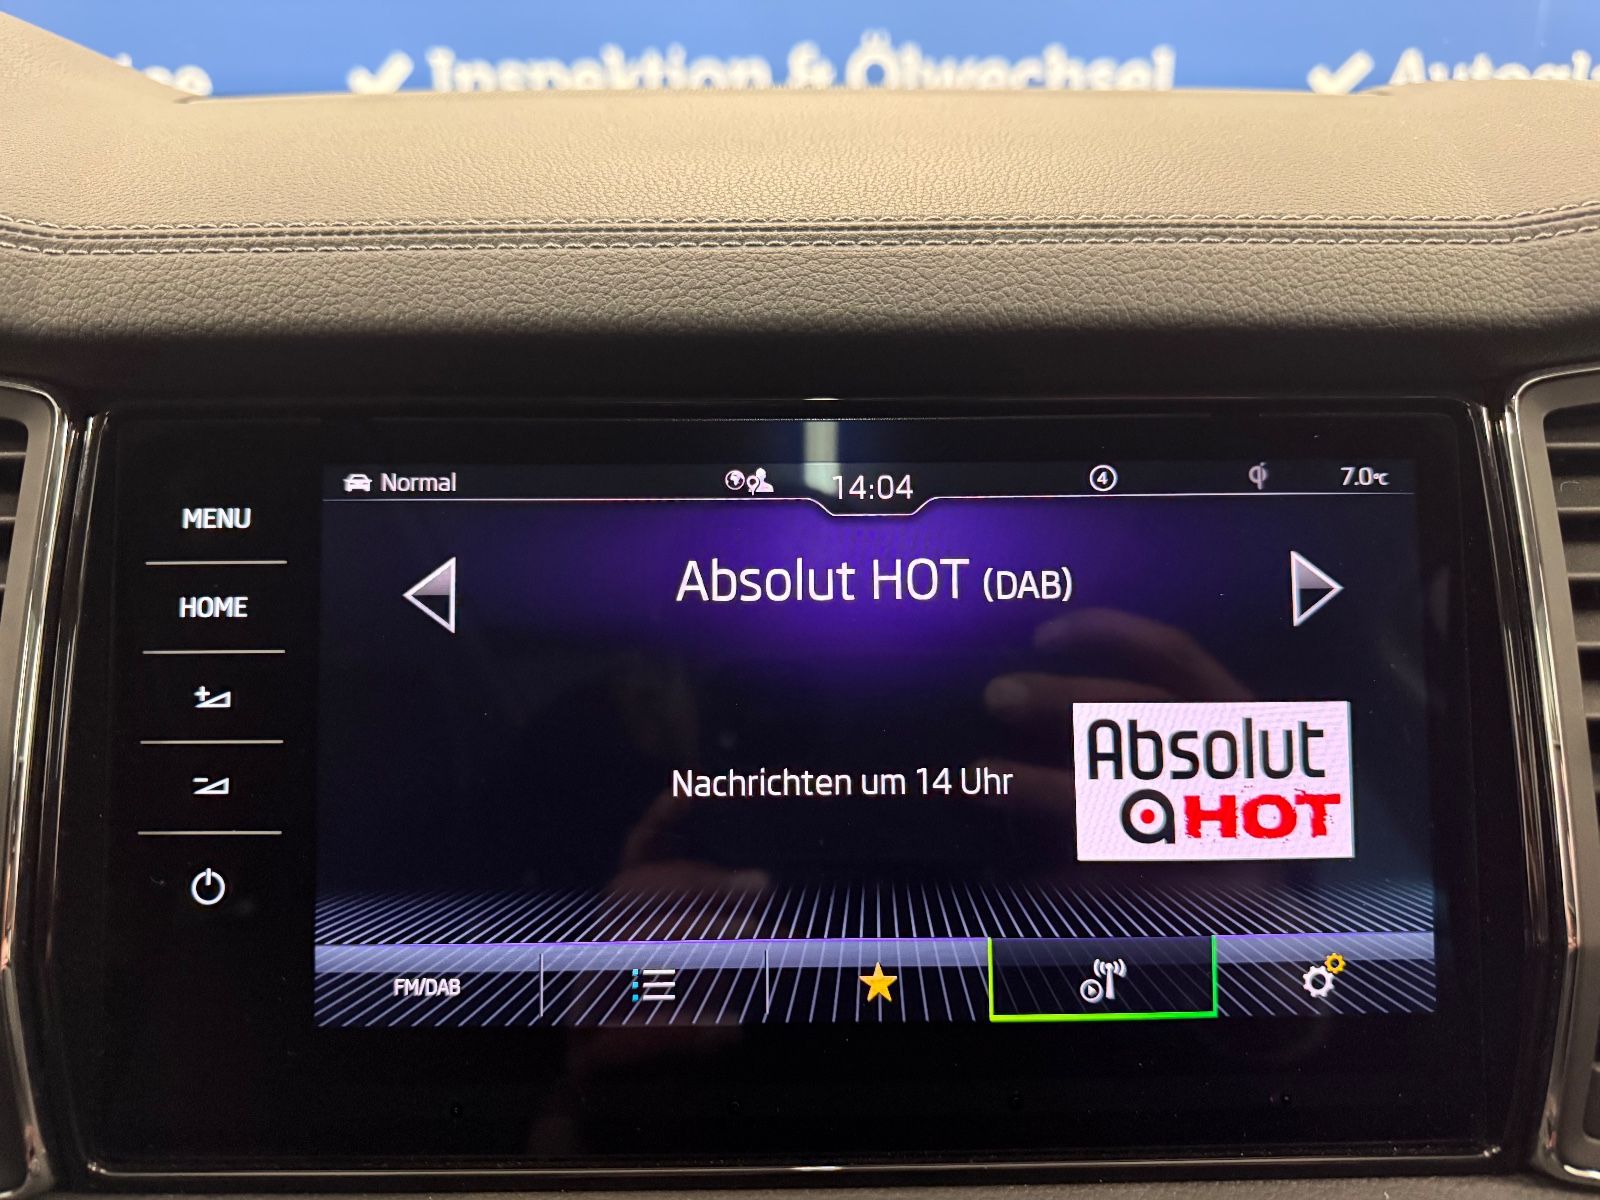 Inspektion & Ölwechsel
Normal
14:04
4
7.0°C
MENU
HOME
Absolut HOT (DAB)
Nachrichten um 14 Uhr
Absolut
HOT
FM/DAB